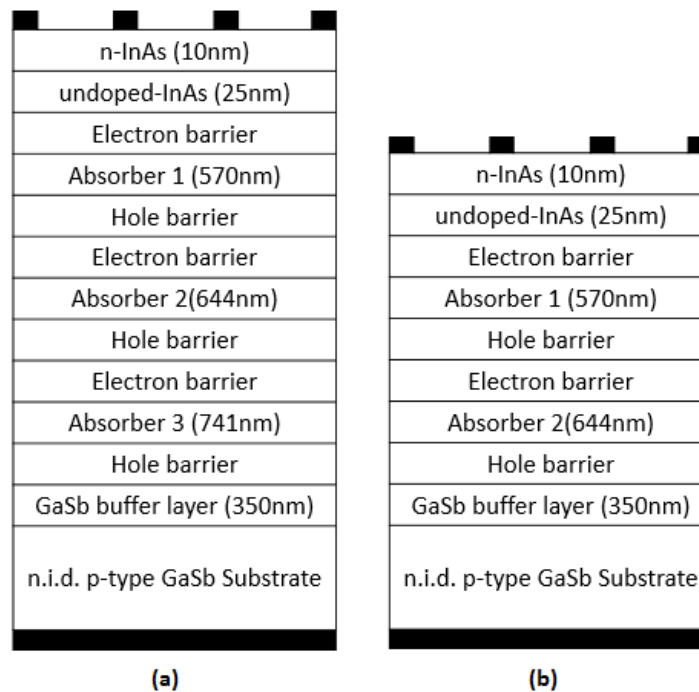 n-InAs (10nm)
undoped-InAs (25nm)
Electron barrier
Absorber 1 (570nm)
Hole barrier
Electron barrier
Absorber 2(644nm)
Hole barrier
Electron barrier
Absorber 3 (741nm)
Hole barrier
GaSb buffer layer (350nm)
n.i.d. p-type GaSb Substrate
(a)
n-InAs (10nm)
undoped-InAs (25nm)
Electron barrier
Absorber 1 (570nm)
Hole barrier
Electron barrier
Absorber 2(644nm)
Hole barrier
GaSb buffer layer (350nm)
n.i.d. p-type GaSb Substrate
(b)